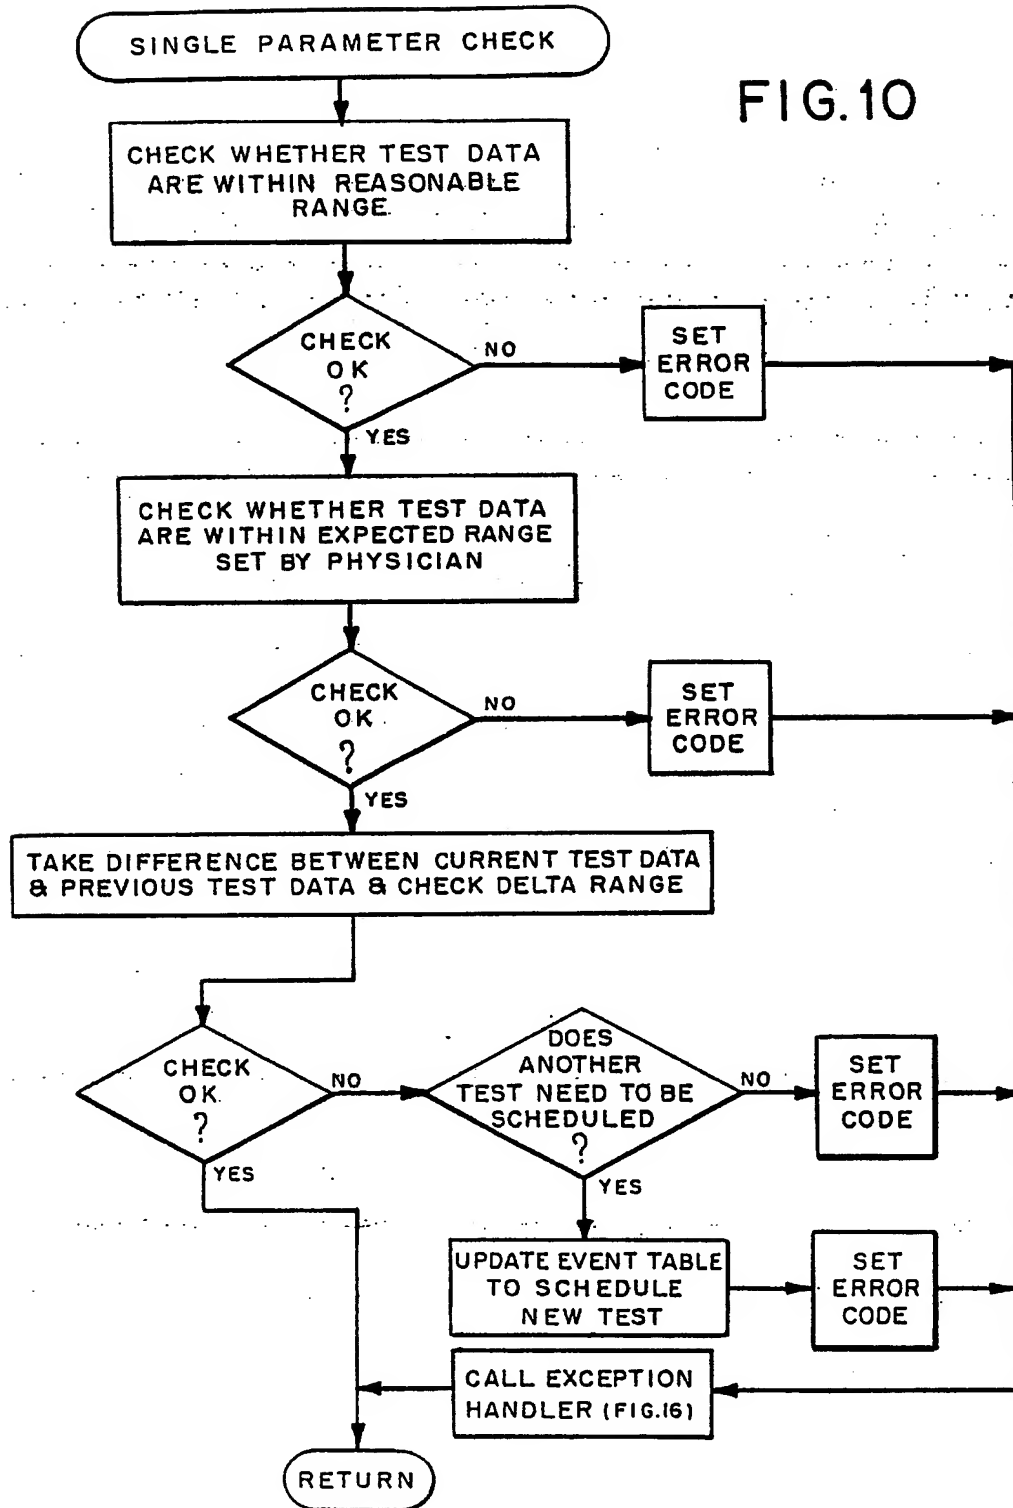 SINGLE PARAMETER CHECK
FIG.10
CHECK WHETHER TEST DATA
ARE WITHIN REASONABLE
RANGE.
CHECK
OK
?
NO
SET
ERROR
CODE
YES
CHECK WHETHER TEST DATA
ARE WITHIN EXPECTED RANGE
SET BY PHYSICIAN
CHECK
OK
?
NO
SET
ERROR
CODE
YES
TAKE DIFFERENCE BETWEEN CURRENT TEST DATA
& PREVIOUS TEST DATA & CHECK DELTA RANGE
CHECK
OK.
?
NO
YES
DOES
ANOTHER
TEST NEED TO BE
SCHEDULED
?
NO
SET
ERROR
CODE
YES
UPDATE EVENT TABLE
TO SCHEDULE
NEW TEST
SET
ERROR
CODE
CALL EXCEPTION
HANDLER (FIG.16)
RETURN